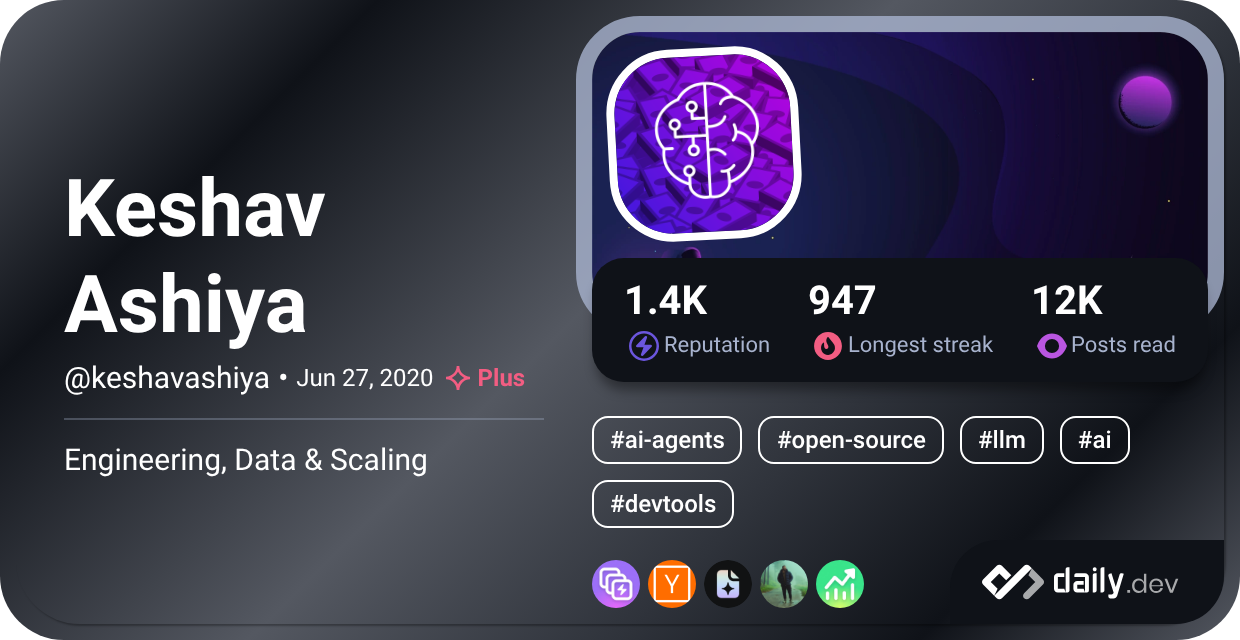 Keshav
Ashiya
@keshavashiya • Jun 27, 2020 Plus
Engineering, Data & Scaling
1.4K 947 12K
Reputation Longest streak Posts read
#ai-agents #open-source #llm #ai
#devtools
Y
daily.dev